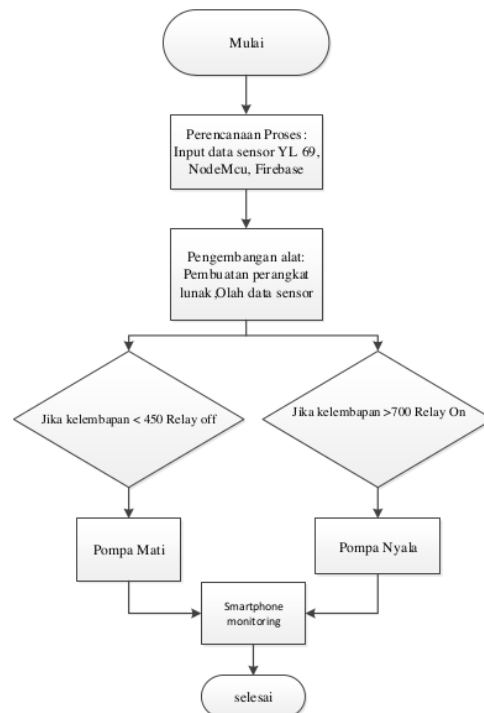 Mulai
Perencanaan Proses :
Input data sensor YL 69,
NodeMcu, Firebase
Pengembangan alat:
Pembuatan perangkat
lunak,Olah data sensor
Jika kelembapan < 450 Relay off
Jika kelembapan >700 Relay On
Pompa Mati
Pompa Nyala
Smartphone
monitoring
selesai